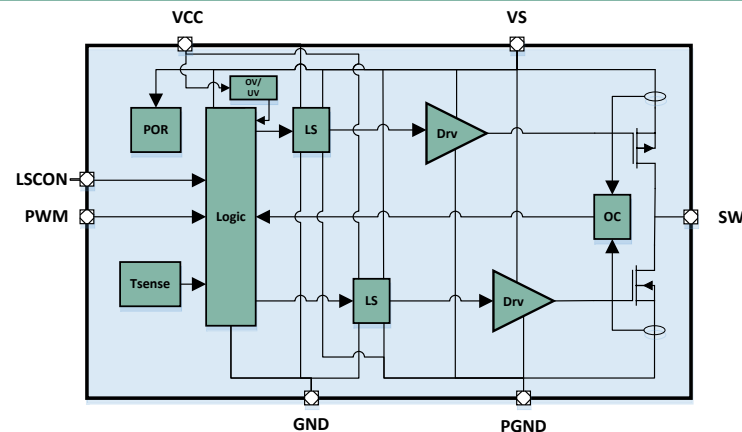 VCC
VS
OV/
UV
POR
LS
Drv
LSCON
Logic
PWM
OC
SW
Tsense
LS
Drv
GND
PGND